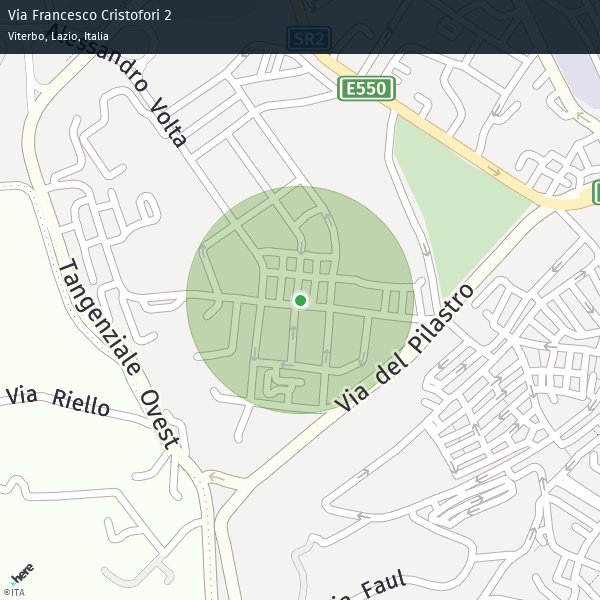 Via Francesco Cristofori 2
Viterbo, Lazio, Italia
SR2
Alessandro Volta
E550
Tangenziale Ovest
Via del Pilastro
Via Riello
Faul
here
©ITA